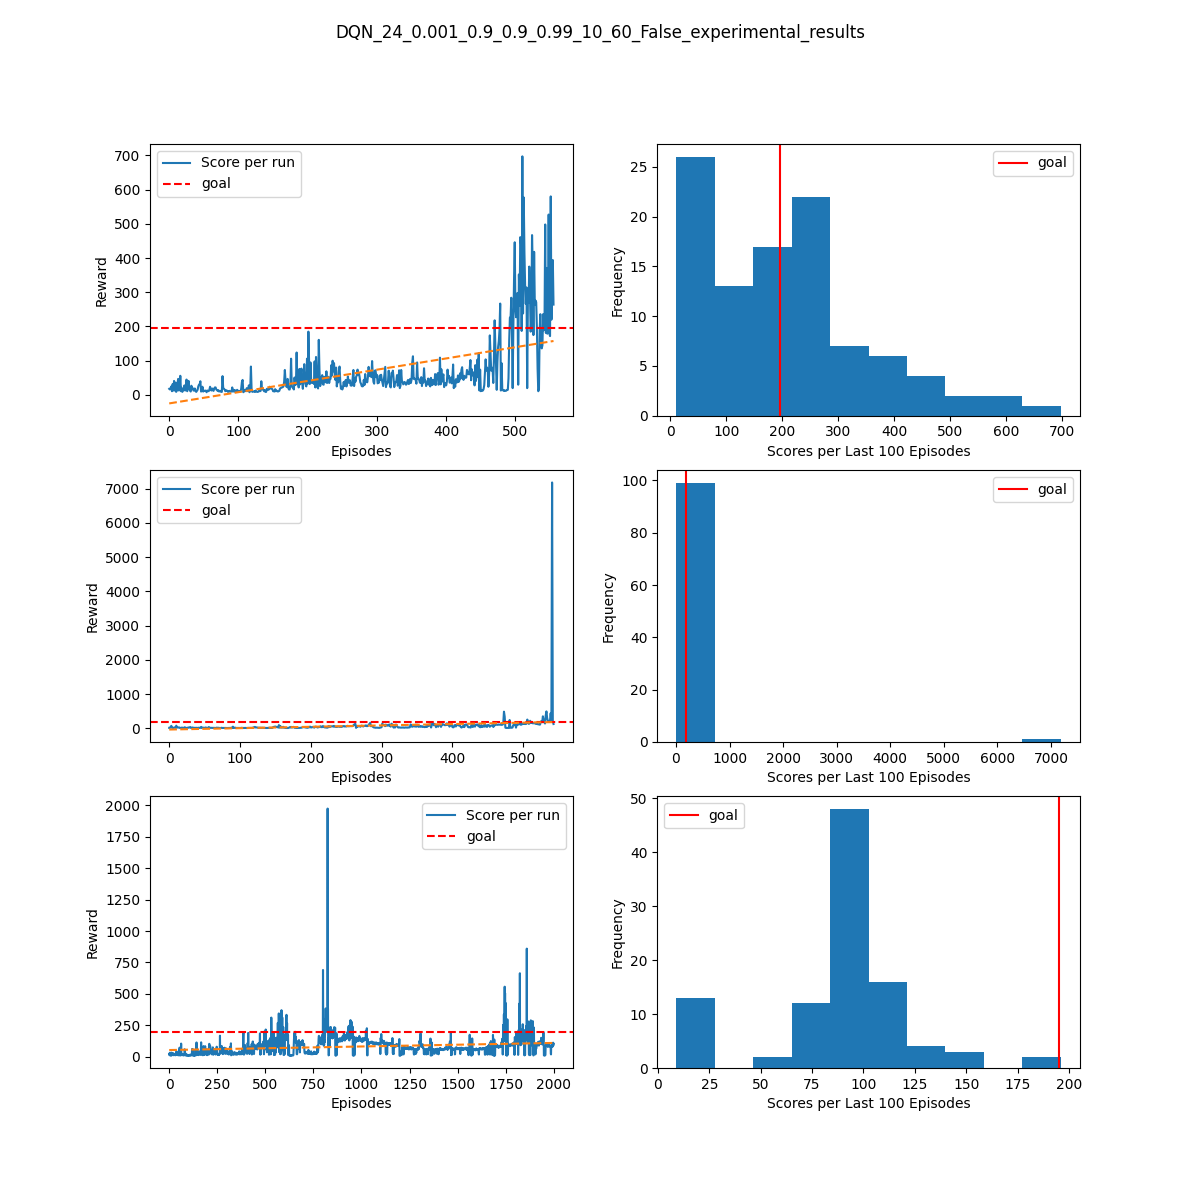 DQN_24_0.001_0.9_0.9_0.99_10_60_False_experimental_results
Score per run
goal
700
600
500
400
300
200
100
0
Reward
0 100 200 300 400 500
Episodes
goal
25
20
15
10
5
0
Frequency
0 100 200 300 400 500 600 700
Scores per Last 100 Episodes
Score per run
goal
7000
6000
5000
4000
3000
2000
1000
0
Reward
0 100 200 300 400 500
Episodes
goal
100
80
60
40
20
0
Frequency
0 1000 2000 3000 4000 5000 6000 7000
Scores per Last 100 Episodes
Score per run
goal
2000
1750
1500
1250
1000
750
500
250
0
Reward
0 250 500 750 1000 1250 1500 1750 2000
Episodes
goal
50
40
30
20
10
0
Frequency
0 25 50 75 100 125 150 175 200
Scores per Last 100 Episodes